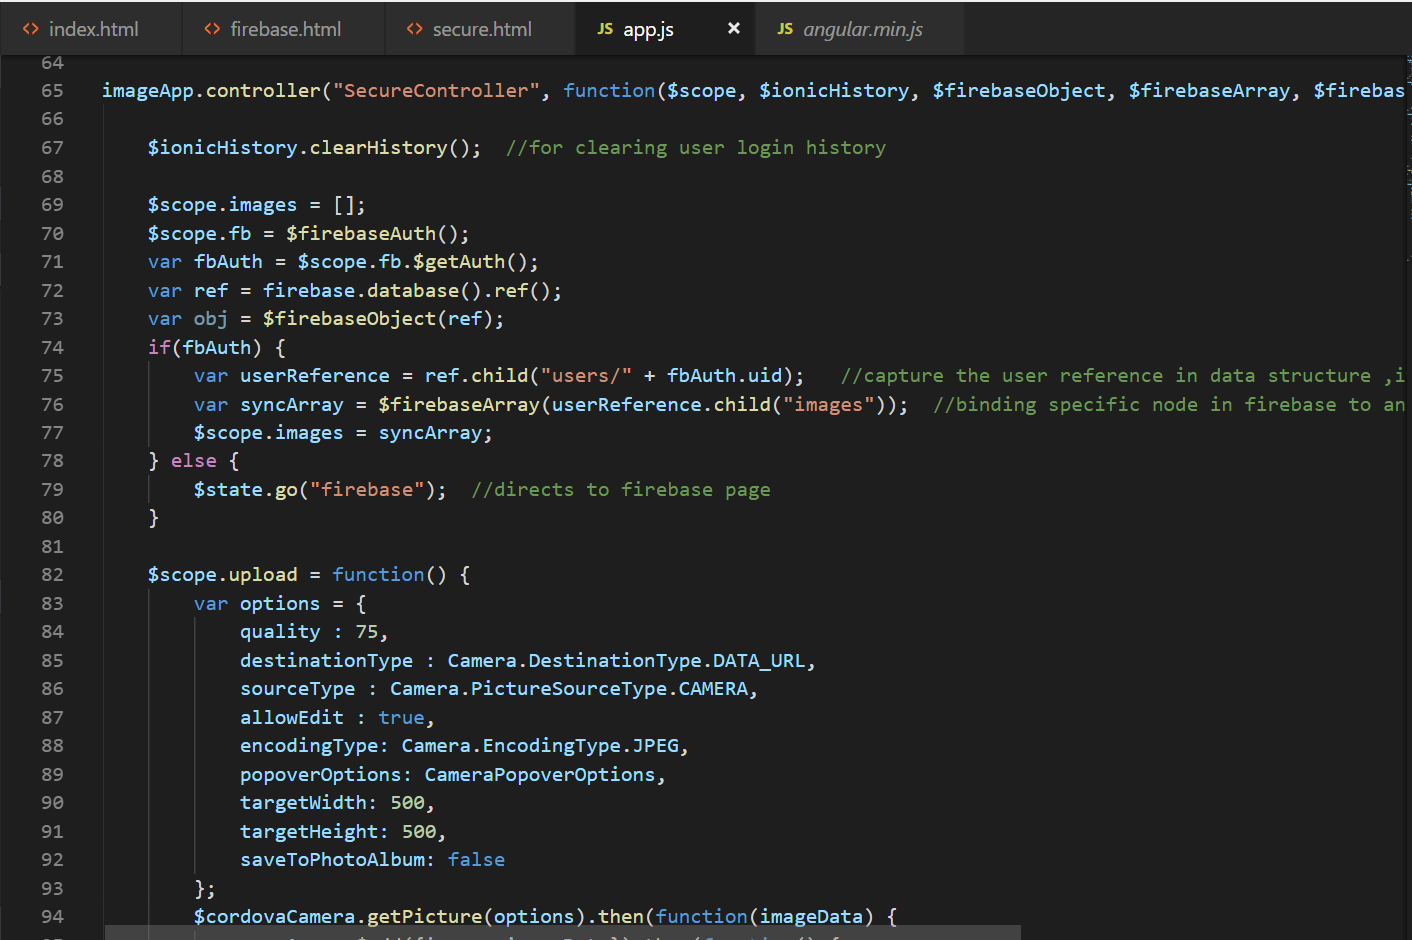 index.html firebase.html secure.html JS app.js × JS angular.min.js
64
65 imageApp.controller("SecureController", function($scope, $ionicHistory, $firebaseObject, $firebaseArray, $firebas
66
67 $ionicHistory.clearHistory(); //for clearing user login history
68
69 $scope.images = [];
70 $scope.fb = $firebaseAuth();
71 var fbAuth = $scope.fb.$getAuth();
72 var ref = firebase.database().ref();
73 var obj = $firebaseObject(ref);
74 if(fbAuth) {
75 var userReference = ref.child("users/" + fbAuth.uid); //capture the user reference in data structure ,i
76 var syncArray = $firebaseArray(userReference.child("images")); //binding specific node in firebase to an
77 $scope.images = syncArray;
78 } else {
79 $state.go("firebase"); //directs to firebase page
80 }
81
82 $scope.upload = function() {
83 var options = {
84 quality : 75,
85 destinationType : Camera.DestinationType.DATA_URL,
86 sourceType : Camera.PictureSourceType.CAMERA,
87 allowEdit : true,
88 encodingType: Camera.EncodingType.JPEG,
89 popoverOptions: CameraPopoverOptions,
90 targetWidth: 500,
91 targetHeight: 500,
92 saveToPhotoAlbum: false
93 };
94 $cordovaCamera.getPicture(options).then(function(imageData) {